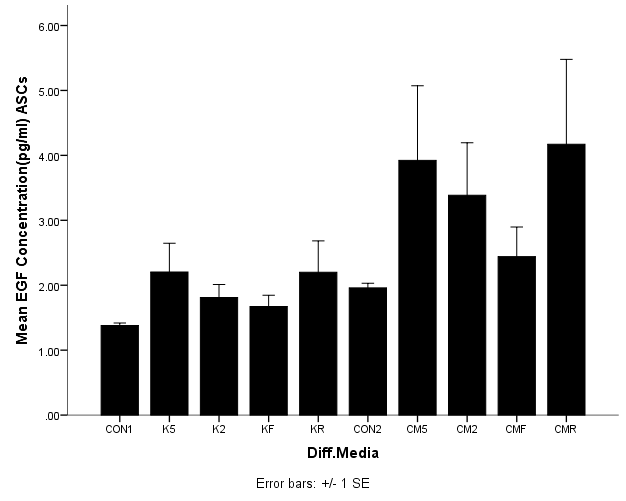 Mean EGF Concentration(pg/ml) ASCs
6.00
5.00
4.00
3.00
2.00
1.00
.00
CON1 K5 K2 KF KR CON2 CM5 CM2 CMF CMR
Diff.Media
Error bars: +/- 1 SE